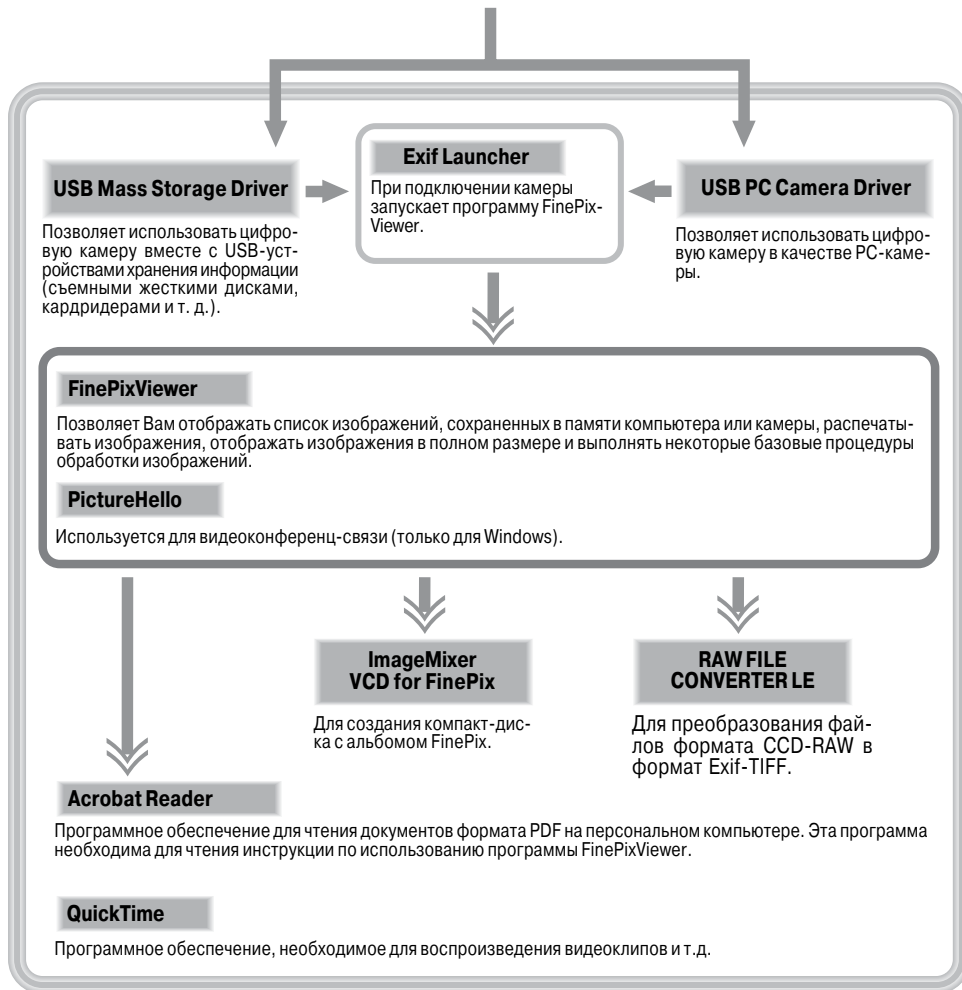 Exif Launcher
При подключении камеры
запускает программу FinePix-
Viewer.
USB Mass Storage Driver
Позволяет использовать цифро-
вую камеру вместе с USB-уст-
ройствами хранения информации
(съемными жесткими дисками,
кардридерами и т. д.).
USB PC Camera Driver
Позволяет использовать цифро-
вую камеру в качестве PC-каме-
ры.
FinePixViewer
Позволяет Вам отображать список изображений, сохраненных в памяти компьютера или камеры, распечаты-
вать изображения, отображать изображения в полном размере и выполнять некоторые базовые процедуры
обработки изображений.
PictureHello
Используется для видеоконференц-связи (только для Windows).
ImageMixer
VCD for FinePix
Для создания компакт-дис-
ка с альбомом FinePix.
RAW FILE
CONVERTER LE
Для преобразования фай-
лов формата CCD-RAW в
формат Exif-TIFF.
Acrobat Reader
Программное обеспечение для чтения документов формата PDF на персональном компьютере. Эта программа
необходима для чтения инструкции по использованию программы FinePixViewer.
QuickTime
Программное обеспечение, необходимое для воспроизведения видеоклипов и т.д.